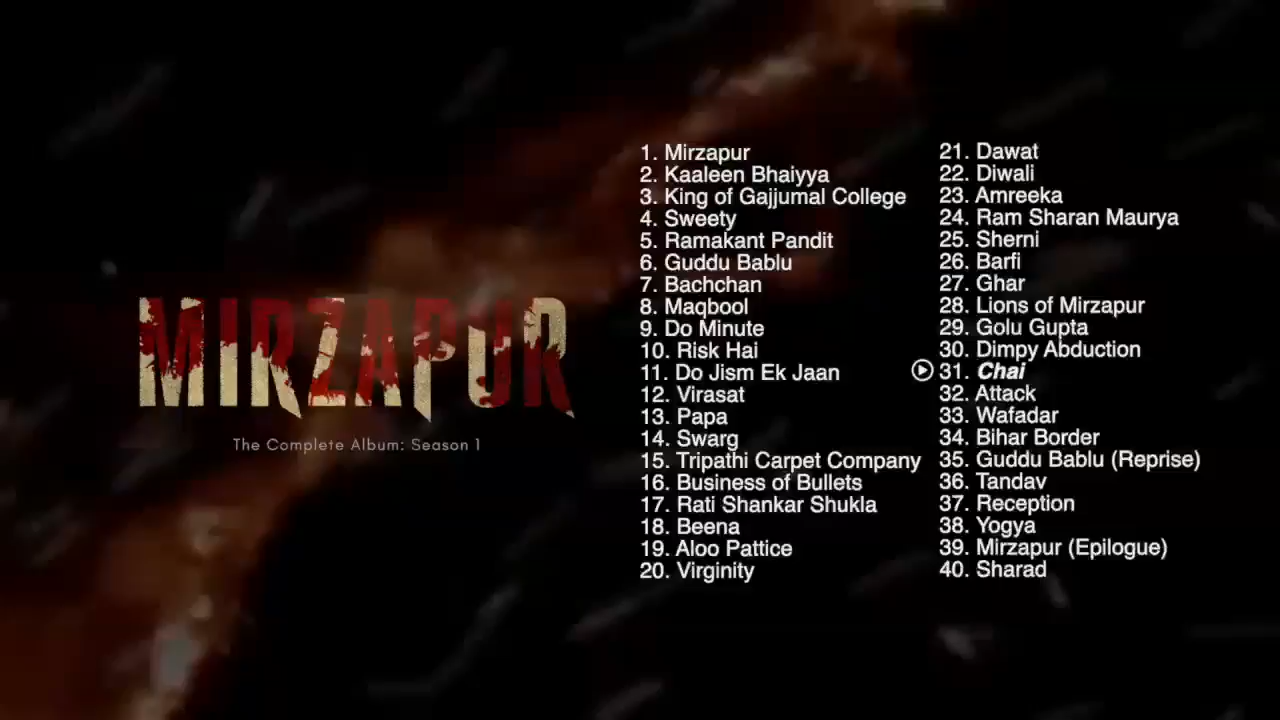 MIRZAPUR
The Complete Album: Season 1
1. Mirzapur
2. Kaaleen Bhaiyya
3. King of Gajjumal College
4. Sweety
5. Ramakant Pandit
6. Guddu Bablu
7. Bachchan
8. Maqbool
9. Do Minute
10. Risk Hai
11. Do Jism Ek Jaan
12. Virasat
13. Papa
14. Swarg
15. Tripathi Carpet Company
16. Business of Bullets
17. Rati Shankar Shukla
18. Beena
19. Aloo Pattice
20. Virginity
21. Dawat
22. Diwali
23. Amreeka
24. Ram Sharan Maurya
25. Sherni
26. Barfi
27. Ghar
28. Lions of Mirzapur
29. Golu Gupta
30. Dimpy Abduction
31. Chai
32. Attack
33. Wafadar
34. Bihar Border
35. Guddu Bablu (Reprise)
36. Tandav
37. Reception
38. Yogya
39. Mirzapur (Epilogue)
40. Sharad